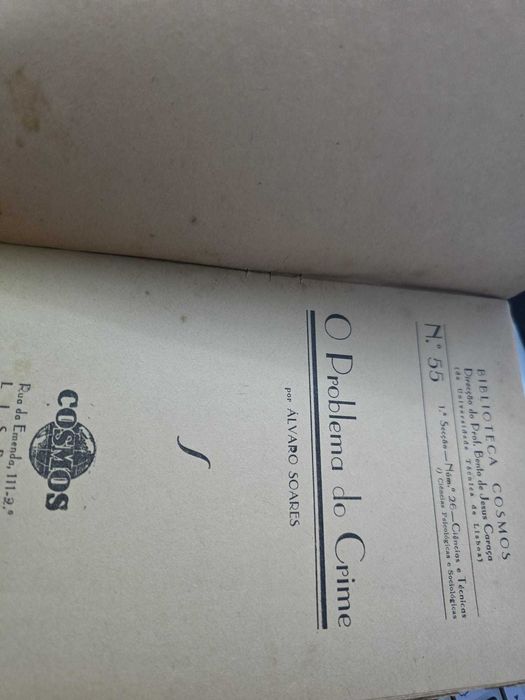 BIBLIOTECA COSMOS
Direcção do Prof. Bento de Jesus Caraça
(da Universidade Técnica de Lisboa)
N.º 55
1.ª Secção — Núm.º 26 — Ciências e Técnicas
f) Ciências Psicológicas e Sociológicas
O Problema do Crime
por ÁLVARO SOARES
COSMOS
Rua da Emenda, 111-2.º